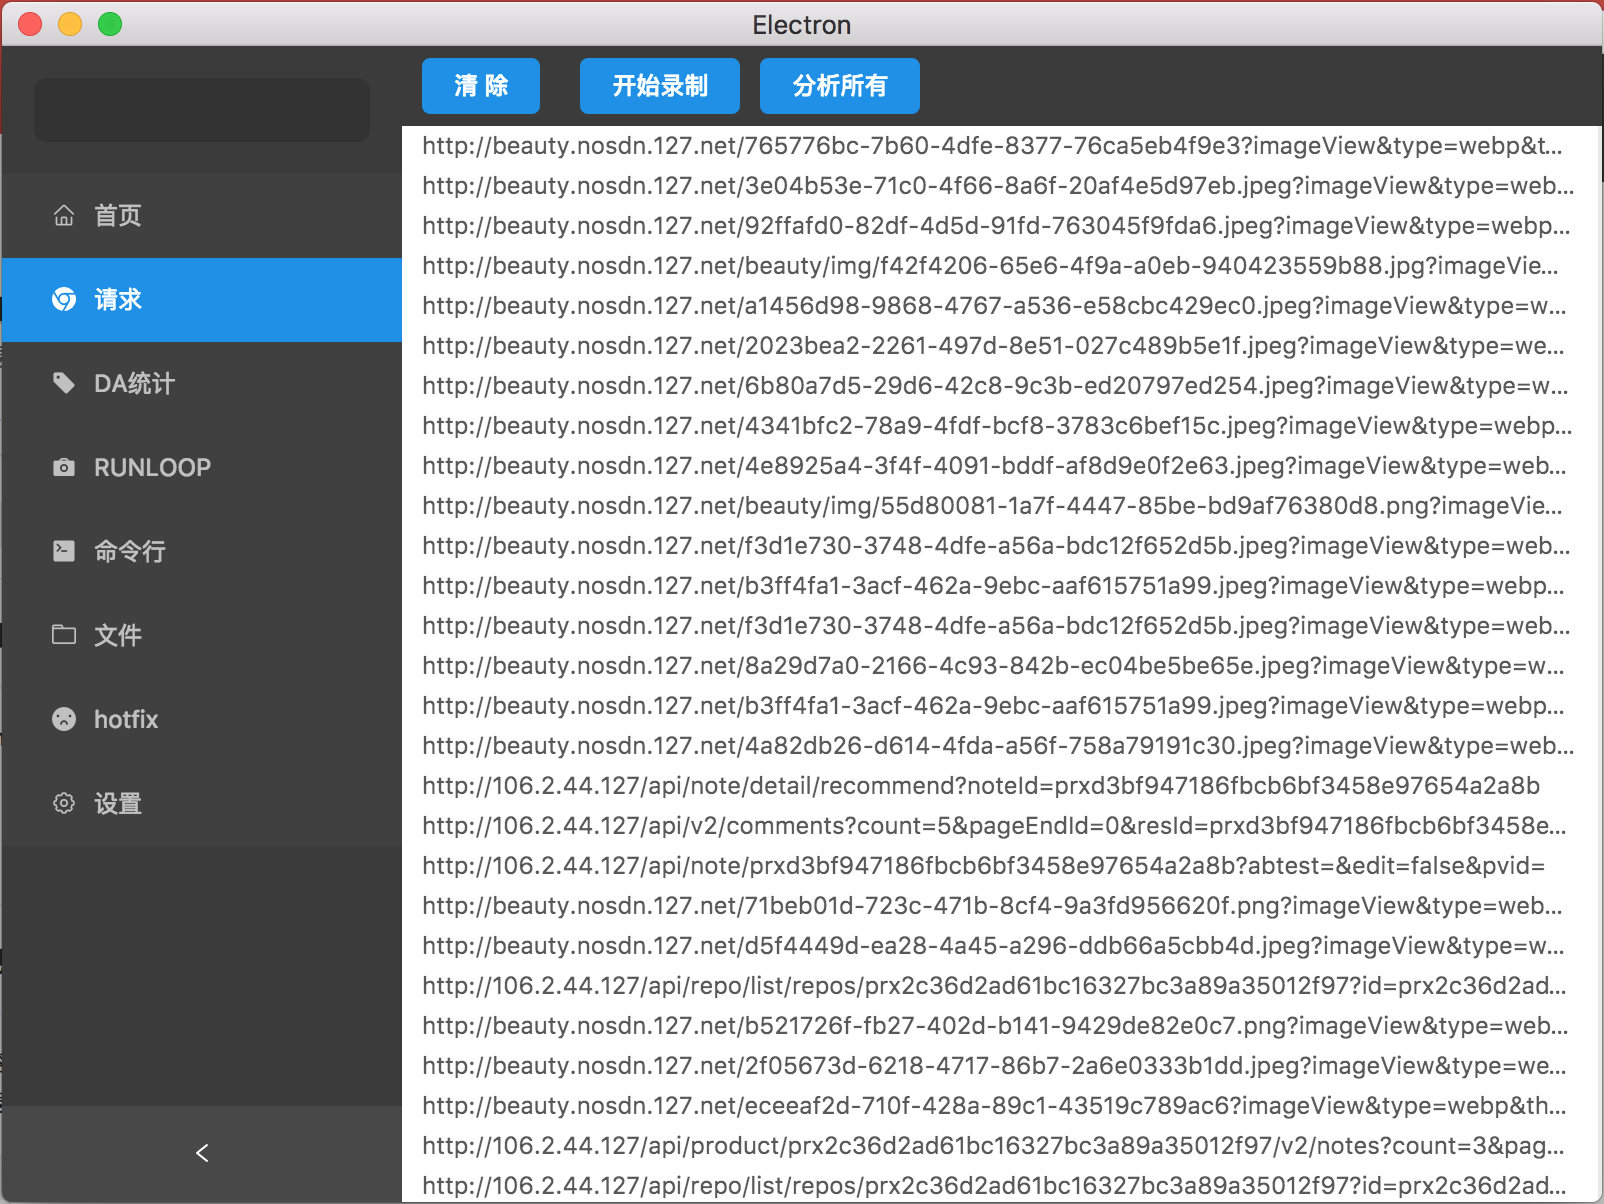 Electron
清 除
开始录制
分析所有
首页
请求
DA统计
RUNLOOP
命令行
文件
hotfix
设置
http://beauty.nosdn.127.net/765776bc-7b60-4dfe-8377-76ca5eb4f9e3?imageView&type=webp&t...
http://beauty.nosdn.127.net/3e04b53e-71c0-4f66-8a6f-20af4e5d97eb.jpeg?imageView&type=web...
http://beauty.nosdn.127.net/92ffafd0-82df-4d5d-91fd-763045f9fda6.jpeg?imageView&type=webp...
http://beauty.nosdn.127.net/beauty/img/f42f4206-65e6-4f9a-a0eb-940423559b88.jpg?imageVie...
http://beauty.nosdn.127.net/a1456d98-9868-4767-a536-e58cbc429ec0.jpeg?imageView&type=w...
http://beauty.nosdn.127.net/2023bea2-2261-497d-8e51-027c489b5e1f.jpeg?imageView&type=we...
http://beauty.nosdn.127.net/6b80a7d5-29d6-42c8-9c3b-ed20797ed254.jpeg?imageView&type=w...
http://beauty.nosdn.127.net/4341bfc2-78a9-4fdf-bcf8-3783c6bef15c.jpeg?imageView&type=webp...
http://beauty.nosdn.127.net/4e8925a4-3f4f-4091-bddf-af8d9e0f2e63.jpeg?imageView&type=web...
http://beauty.nosdn.127.net/beauty/img/55d80081-1a7f-4447-85be-bd9af76380d8.png?imageVie...
http://beauty.nosdn.127.net/f3d1e730-3748-4dfe-a56a-bdc12f652d5b.jpeg?imageView&type=web...
http://beauty.nosdn.127.net/b3ff4fa1-3acf-462a-9ebc-aaf615751a99.jpeg?imageView&type=webp...
http://beauty.nosdn.127.net/f3d1e730-3748-4dfe-a56a-bdc12f652d5b.jpeg?imageView&type=web...
http://beauty.nosdn.127.net/8a29d7a0-2166-4c93-842b-ec04be5be65e.jpeg?imageView&type=w...
http://beauty.nosdn.127.net/b3ff4fa1-3acf-462a-9ebc-aaf615751a99.jpeg?imageView&type=webp...
http://beauty.nosdn.127.net/4a82db26-d614-4fda-a56f-758a79191c30.jpeg?imageView&type=web...
http://106.2.44.127/api/note/detail/recommend?noteId=prxd3bf947186fbcb6bf3458e97654a2a8b
http://106.2.44.127/api/v2/comments?count=5&pageEndId=0&resId=prxd3bf947186fbcb6bf3458e...
http://106.2.44.127/api/note/prxd3bf947186fbcb6bf3458e97654a2a8b?abtest=&edit=false&pvid=
http://beauty.nosdn.127.net/71beb01d-723c-471b-8cf4-9a3fd956620f.png?imageView&type=web...
http://beauty.nosdn.127.net/d5f4449d-ea28-4a45-a296-ddb66a5cbb4d.jpeg?imageView&type=w...
http://106.2.44.127/api/repo/list/repos/prx2c36d2ad61bc16327bc3a89a35012f97?id=prx2c36d2ad...
http://beauty.nosdn.127.net/b521726f-fb27-402d-b141-9429de82e0c7.png?imageView&type=web...
http://beauty.nosdn.127.net/2f05673d-6218-4717-86b7-2a6e0333b1dd.jpeg?imageView&type=we...
http://beauty.nosdn.127.net/eceeaf2d-710f-428a-89c1-43519c789ac6?imageView&type=webp&th...
http://106.2.44.127/api/product/prx2c36d2ad61bc16327bc3a89a35012f97/v2/notes?count=3&pag...
http://106.2.44.127/api/repo/list/repos/prx2c36d2ad61bc16327bc3a89a35012f97?id=prx2c36d2ad...